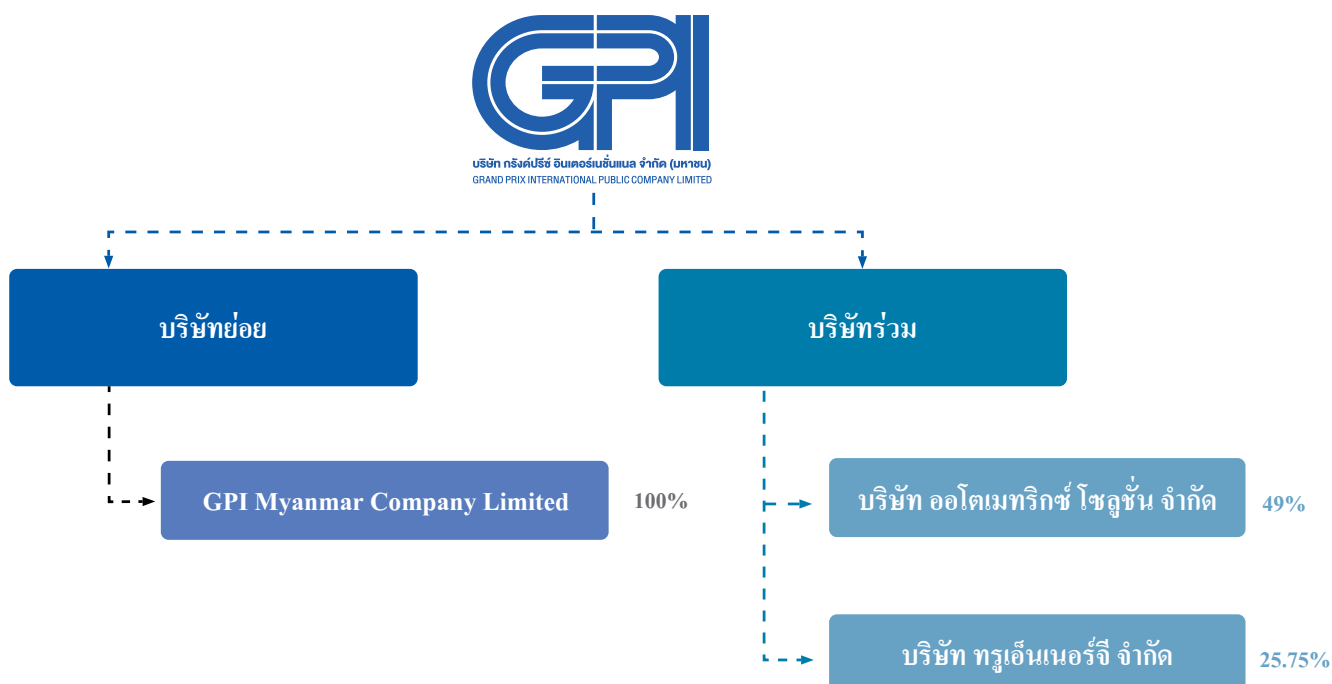 GPI
บริษัท กรังด์ปรีซ์ อินเตอร์เนชั่นแนล จำกัด (มหาชน)
GRAND PRIX INTERNATIONAL PUBLIC COMPANY LIMITED
บริษัทย่อย
บริษัทร่วม
GPI Myanmar Company Limited 100%
บริษัท ออโตเมทริกซ์ โซลูชั่น จำกัด 49%
บริษัท ทรูเอ็นเนอร์จี จำกัด 25.75%